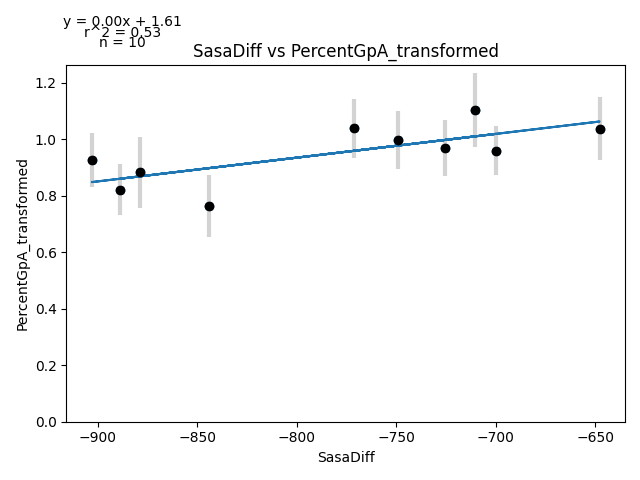 y = 0.00x + 1.61
r^2 = 0.53
n = 10
SasaDiff vs PercentGpA_transformed
PercentGpA_transformed
1.2
1.0
0.8
0.6
0.4
0.2
0.0
−900 −850 −800 −750 −700 −650
SasaDiff